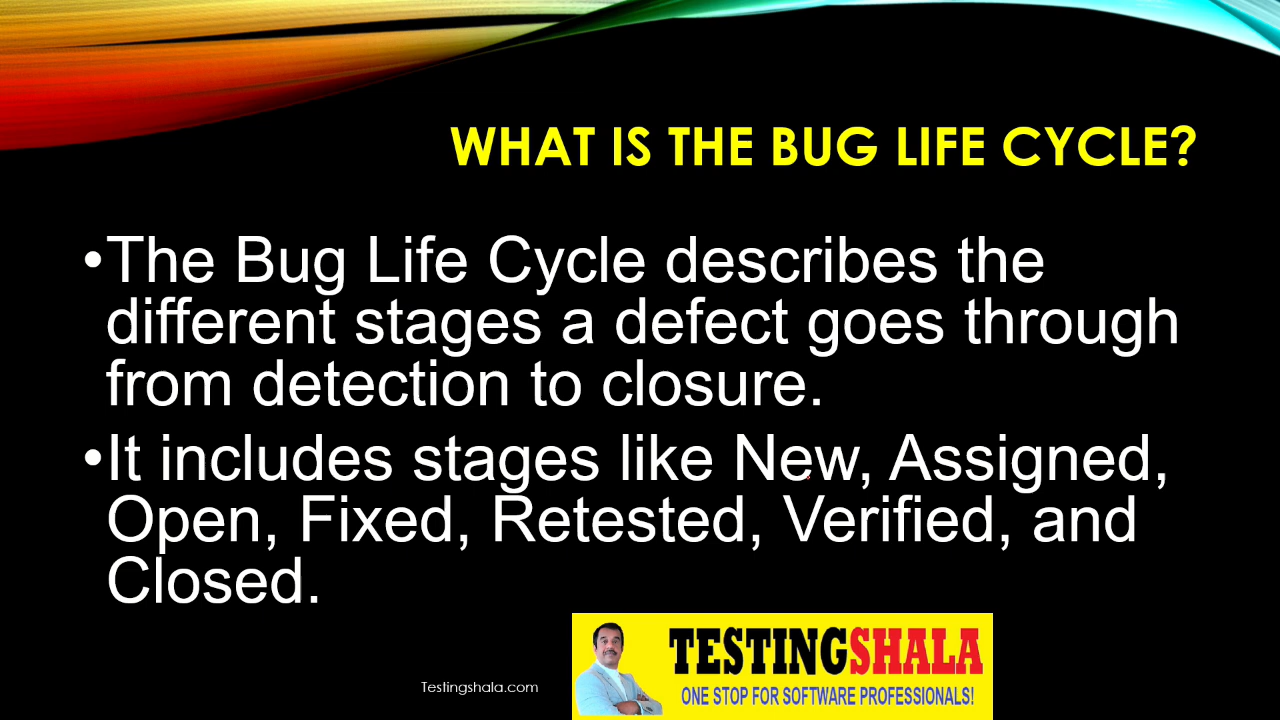 WHAT IS THE BUG LIFE CYCLE?
•The Bug Life Cycle describes the
different stages a defect goes through
from detection to closure.
•It includes stages like New, Assigned,
Open, Fixed, Retested, Verified, and
Closed.
Testingshala.com
TESTINGSHALA
ONE STOP FOR SOFTWARE PROFESSIONALS!